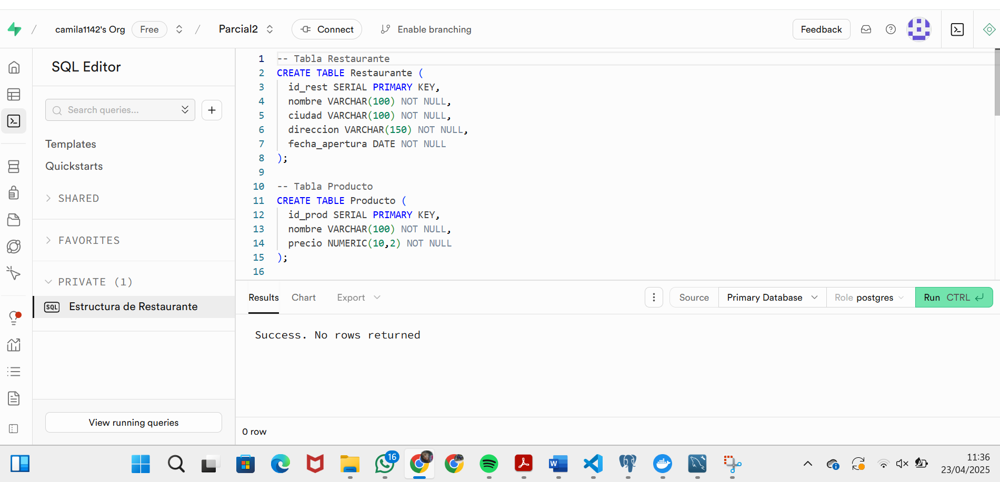 camila1142's Org Free Parcial2 Connect Enable branching Feedback
SQL Editor
Search queries...
Templates
Quickstarts
SHARED
FAVORITES
PRIVATE (1)
SQL Estructura de Restaurante
View running queries
1 -- Tabla Restaurante
2 CREATE TABLE Restaurante (
3 id_rest SERIAL PRIMARY KEY,
4 nombre VARCHAR(100) NOT NULL,
5 ciudad VARCHAR(100) NOT NULL,
6 direccion VARCHAR(150) NOT NULL,
7 fecha_apertura DATE NOT NULL
8 );
9
10 -- Tabla Producto
11 CREATE TABLE Producto (
12 id_prod SERIAL PRIMARY KEY,
13 nombre VARCHAR(100) NOT NULL,
14 precio NUMERIC(10,2) NOT NULL
15 );
16
Results Chart Export Source Primary Database Role postgres Run CTRL
Success. No rows returned
0 row
16
11:36
23/04/2025